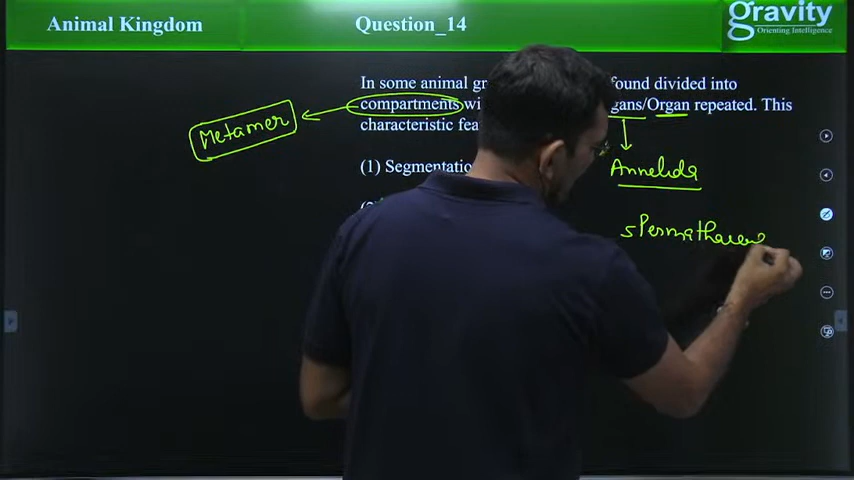 Animal Kingdom
Question_14
gravity
Orienting Intelligence
In some animal gr found divided into
compartments wi gans/Organ repeated. This
characteristic fea
Metamer
(1) Segmentatio
Annelida
(2)